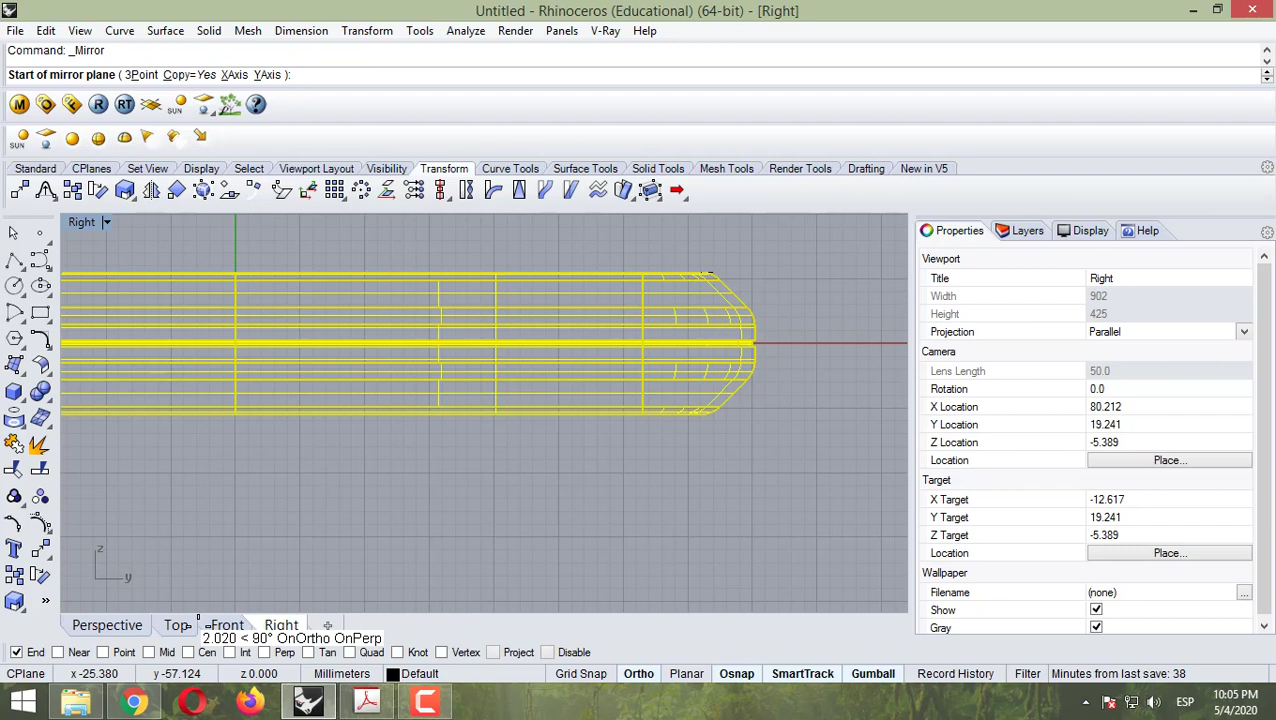 Untitled - Rhinoceros (Educational) (64-bit) - [Right]
File Edit View Curve Surface Solid Mesh Dimension Transform Tools Analyze Render Panels V-Ray Help
Command: _Mirror
Start of mirror plane ( 3Point Copy=Yes XAxis YAxis ):
M O F R RT SUN ?
SUN
Standard CPlanes Set View Display Select Viewport Layout Visibility Transform Curve Tools Surface Tools Solid Tools Mesh Tools Render Tools Drafting New in V5
Right
Properties Layers Display Help
Viewport
Title Right
Width 902
Height 425
Projection Parallel
Camera
Lens Length 50.0
Rotation 0.0
X Location 80.212
Y Location 19.241
Z Location -5.389
Location Place...
Target
X Target -12.617
Y Target 19.241
Z Target -5.389
Location Place...
Wallpaper
Filename (none) ...
Show
Gray
z
y
Perspective Top Front Right
2.020 < 90° OnOrtho OnPerp
End Near Point Mid Cen Int Perp Tan Quad Knot Vertex Project Disable
CPlane x -25.380 y -57.124 z 0.000 Millimeters Default Grid Snap Ortho Planar Osnap SmartTrack Gumball Record History Filter Minutes from last save: 38
ESP
10:05 PM
5/4/2020